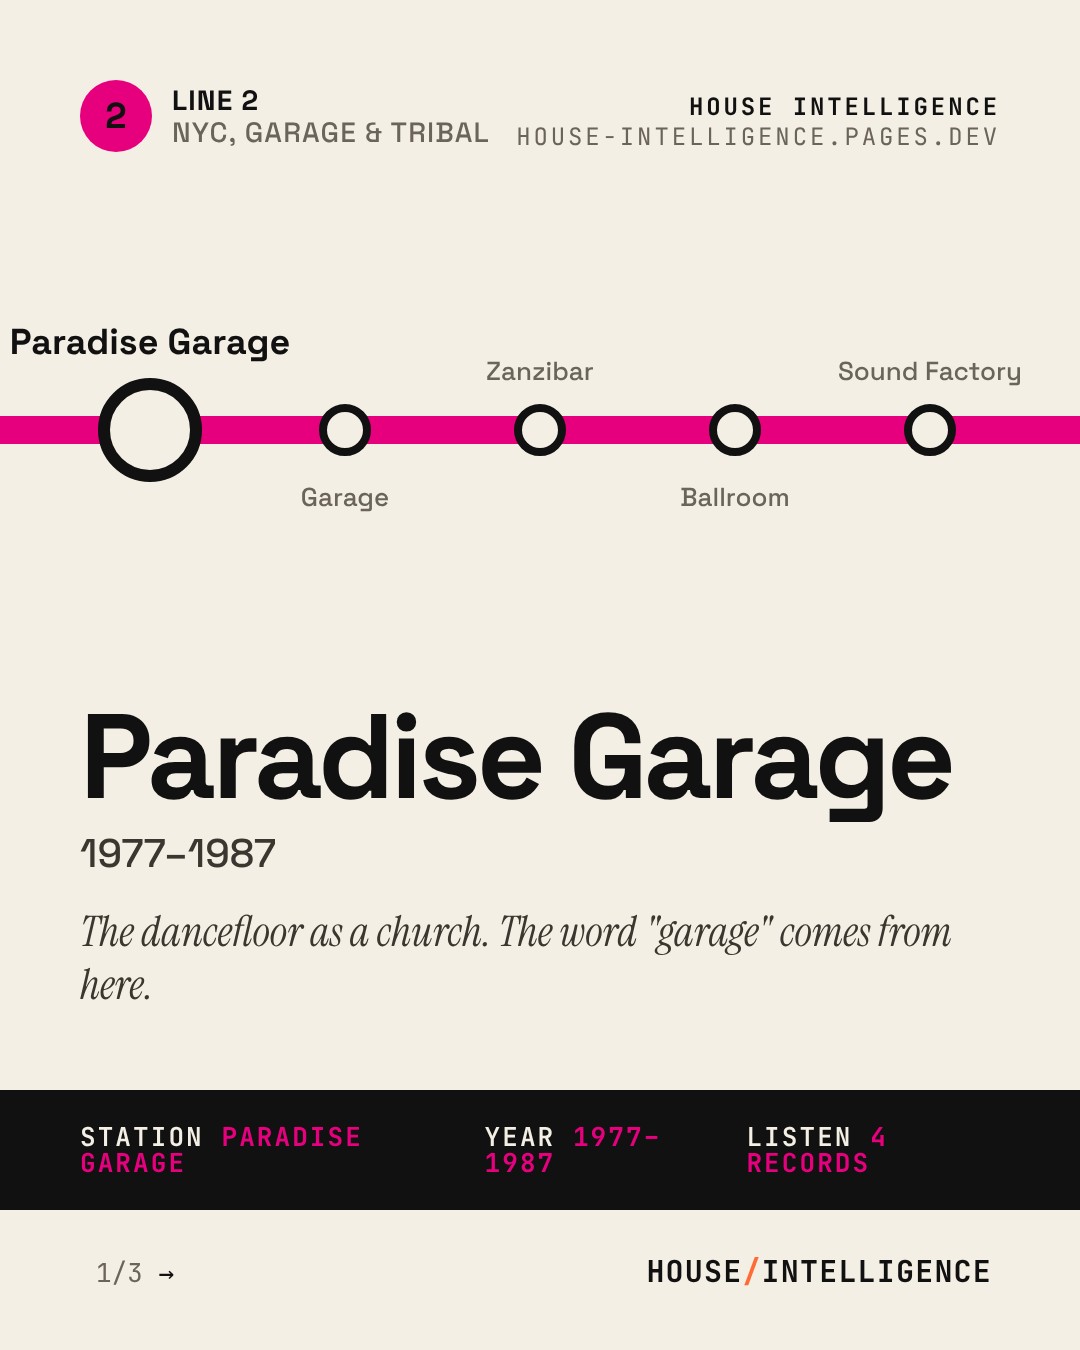 2
LINE 2
NYC, GARAGE & TRIBAL
HOUSE INTELLIGENCE
HOUSE-INTELLIGENCE.PAGES.DEV
Paradise Garage
Zanzibar
Sound Factory
Garage
Ballroom
Paradise Garage
1977–1987
The dancefloor as a church. The word "garage" comes from
here.
STATION PARADISE
GARAGE
YEAR 1977–
1987
LISTEN 4
RECORDS
1/3 →
HOUSE/INTELLIGENCE